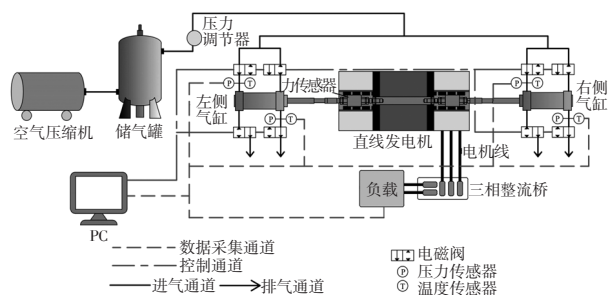 压力
调节器
力传感器
左侧
气缸
右侧
气缸
空气压缩机
储气罐
直线发电机
电机线
负载
三相整流桥
PC
P
T
P
T
P
T
P
T
数据采集通道
控制通道
进气通道
排气通道
电磁阀
P 压力传感器
T 温度传感器